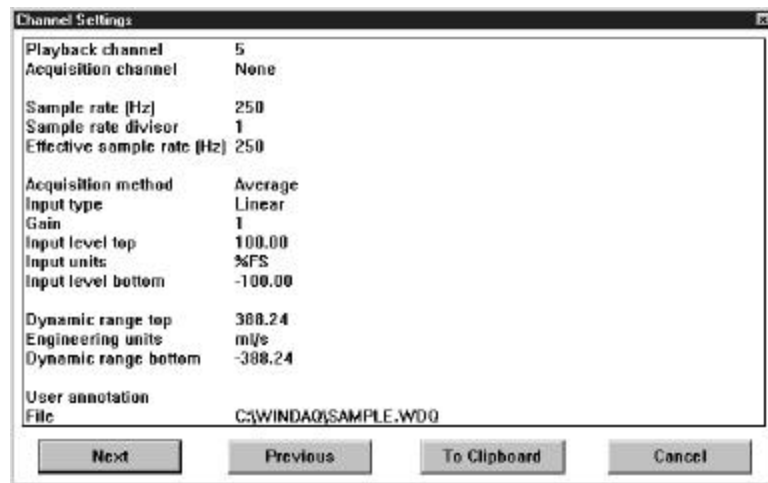 Channel Settings
Playback channel 5
Acquisition channel None
Sample rate (Hz) 250
Sample rate divisor 1
Effective sample rate (Hz) 250
Acquisition method Average
Input type Linear
Gain 1
Input level top 100.00
Input units %FS
Input level bottom -100.00
Dynamic range top 388.24
Engineering units ml/s
Dynamic range bottom -388.24
User annotation
File C:\WINDAQ\SAMPLE.WDQ
Next Previous To Clipboard Cancel